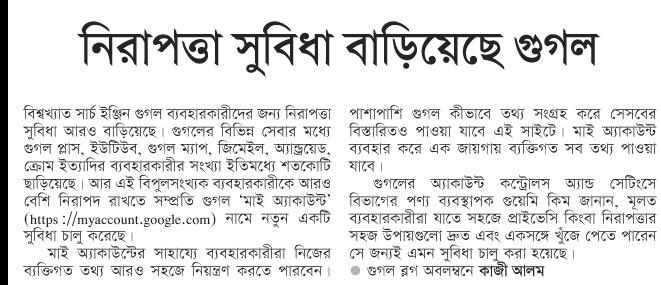 নিরাপত্তা সুবিধা বাড়িয়েছে গুগল
বিশ্বখ্যাত সার্চ ইঞ্জিন গুগল ব্যবহারকারীদের জন্য নিরাপত্তা
সুবিধা আরও বাড়িয়েছে। গুগলের বিভিন্ন সেবার মধ্যে
গুগল প্লাস, ইউটিউব, গুগল ম্যাপ, জিমেইল, অ্যান্ড্রয়েড,
ক্রোম ইত্যাদির ব্যবহারকারীর সংখ্যা ইতিমধ্যে শতকোটি
ছাড়িয়েছে। আর এই বিপুলসংখ্যক ব্যবহারকারীকে আরও
বেশি নিরাপদ রাখতে সম্প্রতি গুগল ‘মাই অ্যাকাউন্ট’
(https://myaccount.google.com) নামে নতুন একটি
সুবিধা চালু করেছে।
মাই অ্যাকাউন্টের সাহায্যে ব্যবহারকারীরা নিজের
ব্যক্তিগত তথ্য আরও সহজে নিয়ন্ত্রণ করতে পারবেন।
পাশাপাশি গুগল কীভাবে তথ্য সংগ্রহ করে সেসবের
বিস্তারিতও পাওয়া যাবে এই সাইটে। মাই অ্যাকাউন্ট
ব্যবহার করে এক জায়গায় ব্যক্তিগত সব তথ্য পাওয়া
যাবে।
গুগলের অ্যাকাউন্ট কন্ট্রোলস অ্যান্ড সেটিংসে
বিভাগের পণ্য ব্যবস্থাপক গুয়েমি কিম জানান, মূলত
ব্যবহারকারীরা যাতে সহজে প্রাইভেসি কিংবা নিরাপত্তার
সহজ উপায়গুলো দ্রুত এবং একসঙ্গে খুঁজে পেতে পারেন
সে জন্যই এমন সুবিধা চালু করা হয়েছে।
● গুগল ব্লগ অবলম্বনে কাজী আলম